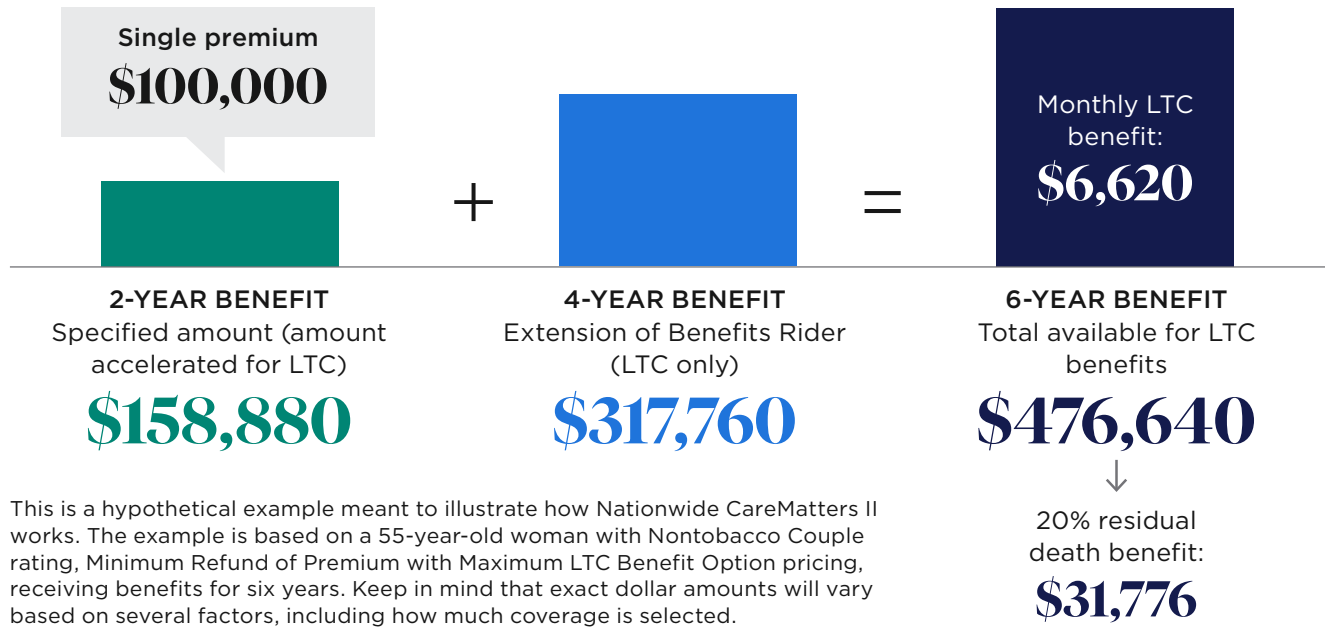 Single premium
$100,000
+
=
Monthly LTC
benefit:
$6,620
2-YEAR BENEFIT
Specified amount (amount
accelerated for LTC)
$158,880
4-YEAR BENEFIT
Extension of Benefits Rider
(LTC only)
$317,760
6-YEAR BENEFIT
Total available for LTC
benefits
$476,640
20% residual
death benefit:
$31,776
This is a hypothetical example meant to illustrate how Nationwide CareMatters II
works. The example is based on a 55-year-old woman with Nontobacco Couple
rating, Minimum Refund of Premium with Maximum LTC Benefit Option pricing,
receiving benefits for six years. Keep in mind that exact dollar amounts will vary
based on several factors, including how much coverage is selected.